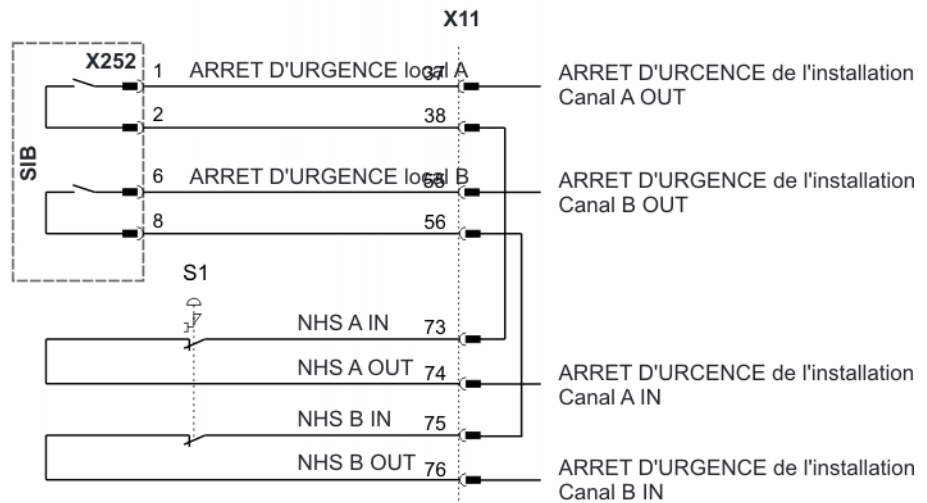 X11
X252
1 ARRET D'URGENCE local A 37
ARRET D'URCENCE de l'installation
Canal A OUT
2 38
SIB
6 ARRET D'URGENCE local B 55
ARRET D'URGENCE de l'installation
Canal B OUT
8 56
S1
NHS A IN 73
NHS A OUT 74
ARRET D'URCENCE de l'installation
Canal A IN
NHS B IN 75
NHS B OUT 76
ARRET D'URGENCE de l'installation
Canal B IN